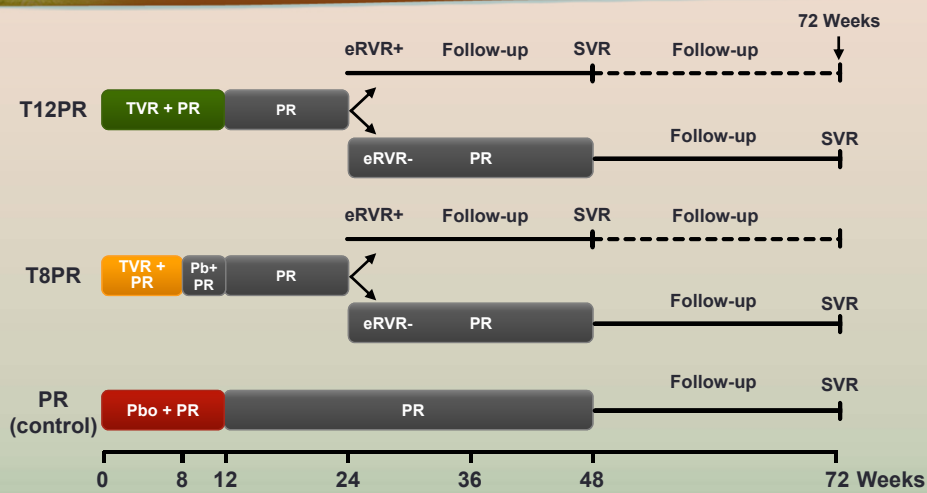 72 Weeks
eRVR+ Follow-up SVR Follow-up
T12PR TVR + PR PR
Follow-up SVR
eRVR- PR
eRVR+ Follow-up SVR Follow-up
T8PR TVR + PR Pb+ PR PR
Follow-up SVR
eRVR- PR
Follow-up SVR
PR (control) Pbo + PR PR
0 8 12 24 36 48 72 Weeks